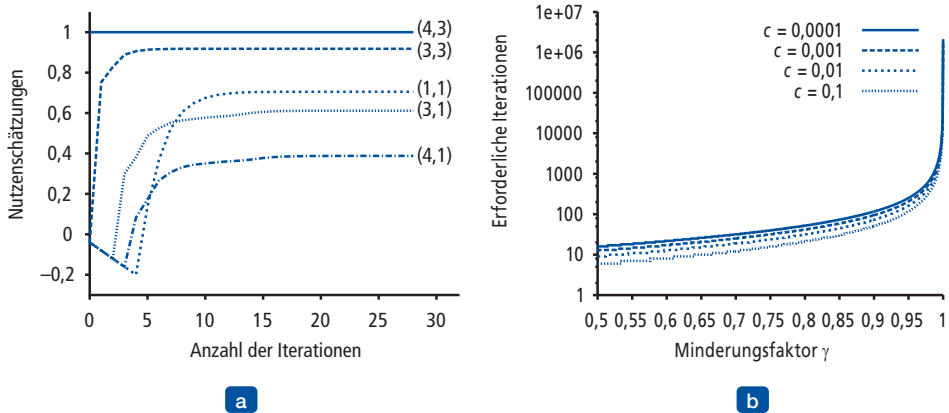 1
0,8
0,6
0,4
0,2
0
–0,2
Nutzenschätzungen
(4,3)
(3,3)
(1,1)
(3,1)
(4,1)
0 5 10 15 20 25 30
Anzahl der Iterationen
a
1e+07
1e+06
100000
10000
1000
100
10
1
Erforderliche Iterationen
c = 0,0001
c = 0,001
c = 0,01
c = 0,1
0,5 0,55 0,6 0,65 0,7 0,75 0,8 0,85 0,9 0,95 1
Minderungsfaktor γ
b